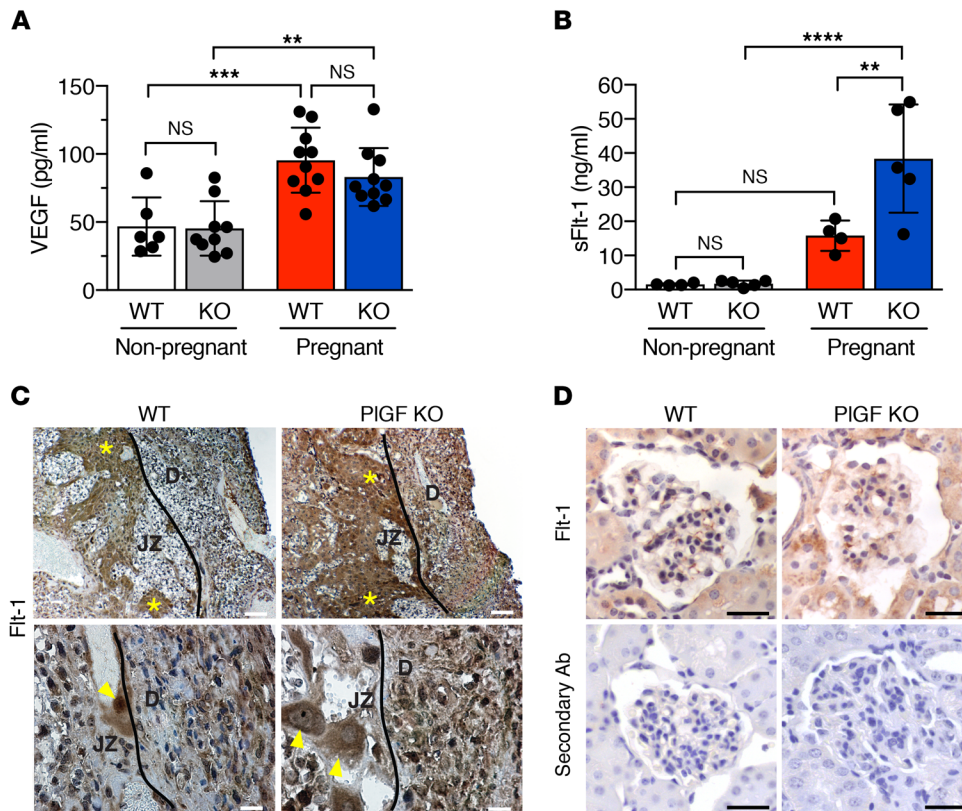 A
**
***
NS
NS
150
100
50
0
VEGF (pg/ml)
WT KO WT KO
Non-pregnant Pregnant
B
****
**
NS
NS
60
50
40
30
20
10
0
sFlt-1 (ng/ml)
WT KO WT KO
Non-pregnant Pregnant
C
WT PlGF KO
Flt-1
* D JZ *
* D JZ *
D JZ
D JZ
D
WT PlGF KO
Flt-1
Secondary Ab